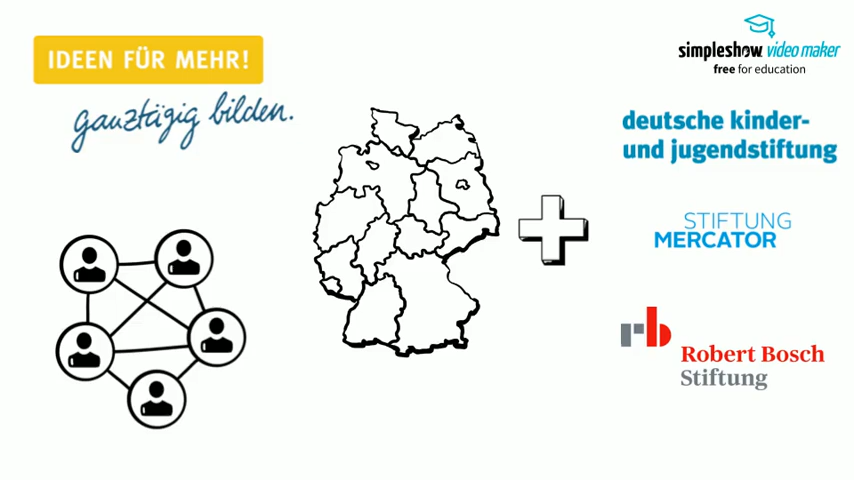 IDEEN FÜR MEHR!
ganztägig bilden.
simpleshow video maker
free for education
deutsche kinder-
und jugendstiftung
STIFTUNG
MERCATOR
rb
Robert Bosch
Stiftung